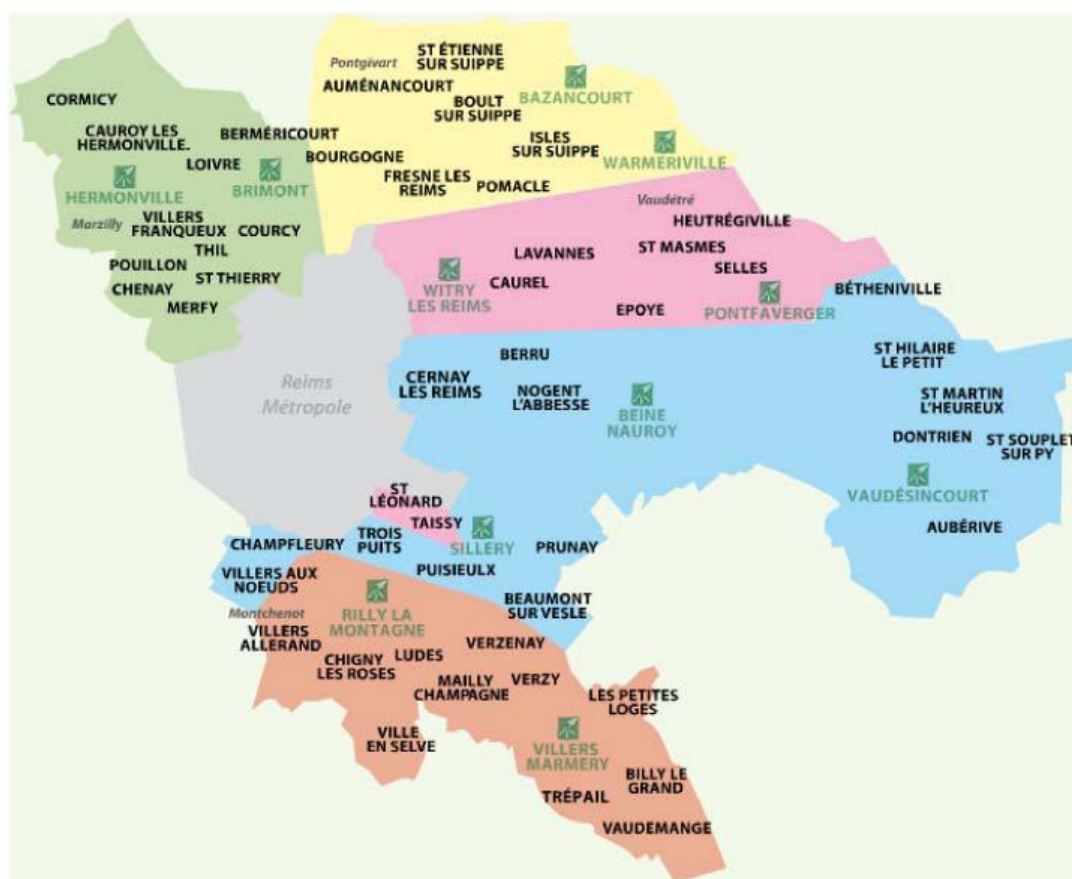 CORMICY
CAUROY LES
HERMONVILLE.
BERMÉRICOURT
LOIVRE
HERMONVILLE
BRIMONT
Marzilly
VILLERS
FRANQUEUX
COURCY
THIL
POUILLON
ST THIERRY
CHENAY
MERFY
Pontgivart
ST ÉTIENNE
SUR SUIPPE
AUMÉNANCOURT
BAZANCOURT
BOULT
SUR SUIPPE
ISLES
SUR SUIPPE
BOURGOGNE
WARMERIVILLE
FRESNE LES
REIMS
POMACLE
Vaudétré
HEUTRÉGIVILLE
LAVANNES
ST MASMES
SELLES
CAUREL
WITRY
LES REIMS
EPOYE
PONTFAVERGER
BÉTHENIVILLE
Reims
Métropole
BERRU
CERNAY
LES REIMS
NOGENT
L'ABBESSE
BEINE
NAUROY
ST HILAIRE
LE PETIT
ST MARTIN
L'HEUREUX
DONTRIEN
ST SOUPLET
SUR PY
VAUDÉSINCOURT
AUBÉRIVE
ST
LÉONARD
TAISSY
CHAMPFLEURY
TROIS
PUITS
SILLERY
PRUNAY
PUISIEULX
VILLERS AUX
NOEUDS
BEAUMONT
SUR VESLE
Montchenot
RILLY LA
MONTAGNE
VILLERS
ALLERAND
VERZENAY
LUDES
CHIGNY
LES ROSES
MAILLY
CHAMPAGNE
VERZY
LES PETITES
LOGES
VILLE
EN SELVE
VILLERS
MARMERY
BILLY LE
GRAND
TRÉPAIL
VAUDEMANGE